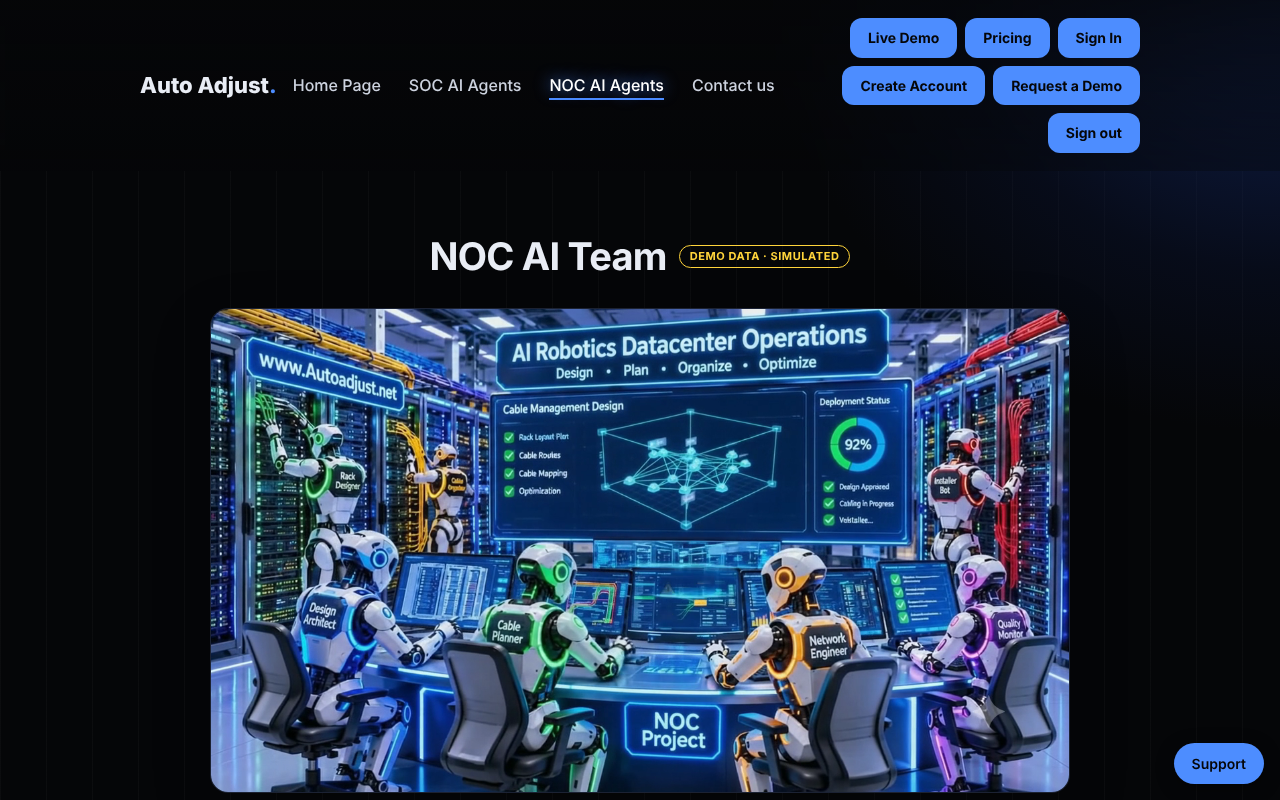 Live Demo
Pricing
Sign In
Auto Adjust.
Home Page
SOC AI Agents
NOC AI Agents
Contact us
Create Account
Request a Demo
Sign out
NOC AI Team
DEMO DATA · SIMULATED
AI Robotics Datacenter Operations
Design • Plan • Organize • Optimize
www.Autoadjust.net
Cable Management Design
Rack Layout Plan
Cable Routes
Cable Mapping
Optimization
Deployment Status
92%
Design Approved
Cabling in Progress
Rack
Designer
Cable
Installer
Bot
Design
Architect
Cable
Planner
Network
Engineer
Quality
Monitor
NOC
Project
Support